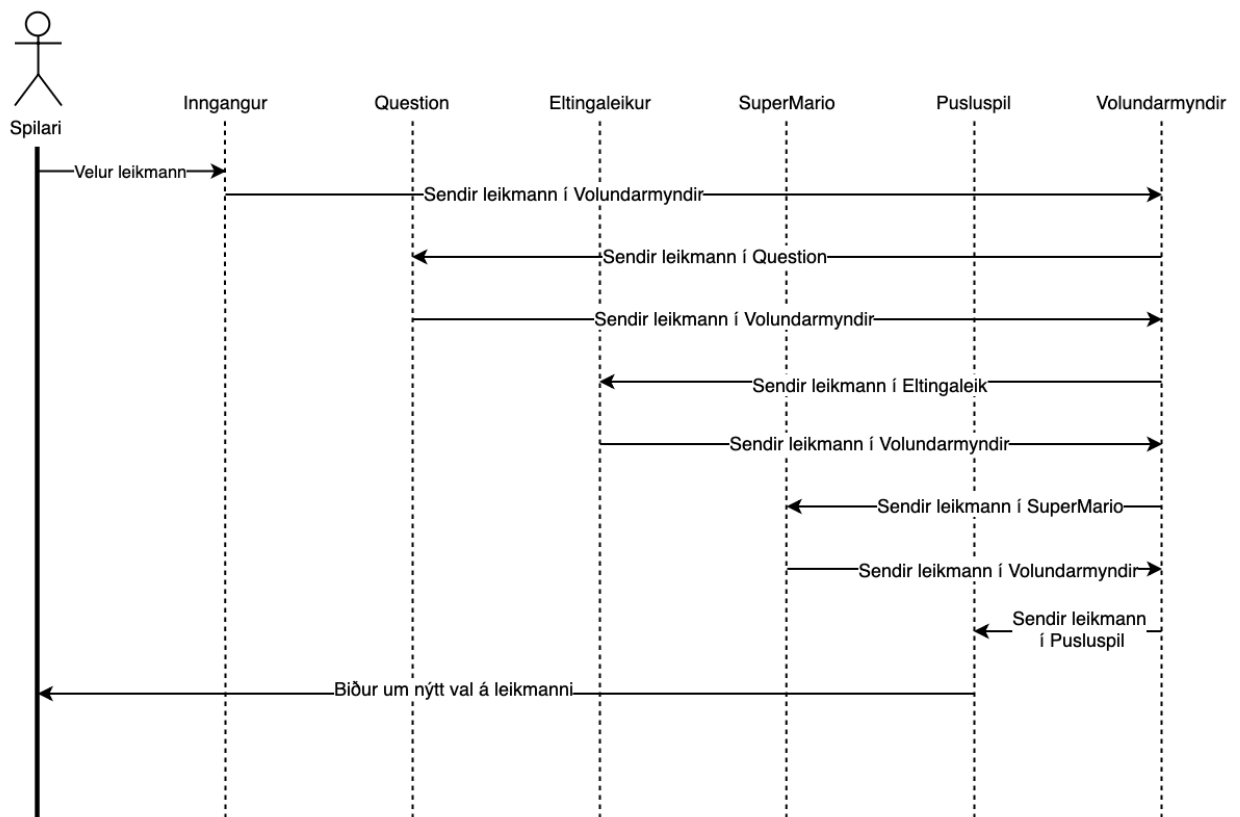 Inngangur
Question
Eltingaleikur
SuperMario
Pusluspil
Volundarmyndir
Spilari
Velur leikmann
Sendir leikmann í Volundarmyndir
Sendir leikmann í Question
Sendir leikmann í Volundarmyndir
Sendir leikmann í Eltingaleik
Sendir leikmann í Volundarmyndir
Sendir leikmann í SuperMario
Sendir leikmann í Volundarmyndir
Sendir leikmann
í Pusluspil
Biður um nýtt val á leikmanni